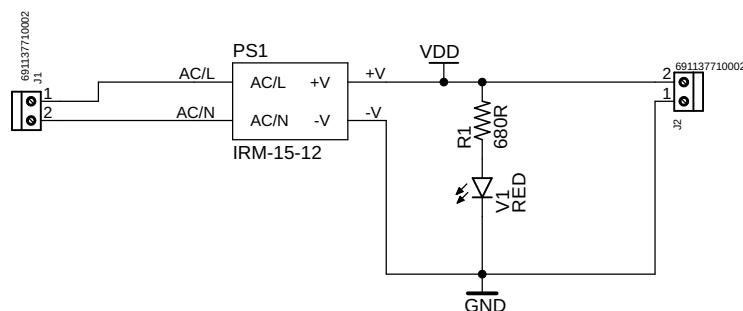 691137710002
J1
1
2
AC/L
AC/N
PS1
AC/L +V
AC/N -V
IRM-15-12
+V
-V
VDD
R1
680R
V1
RED
GND
691137710002
2
1
J2